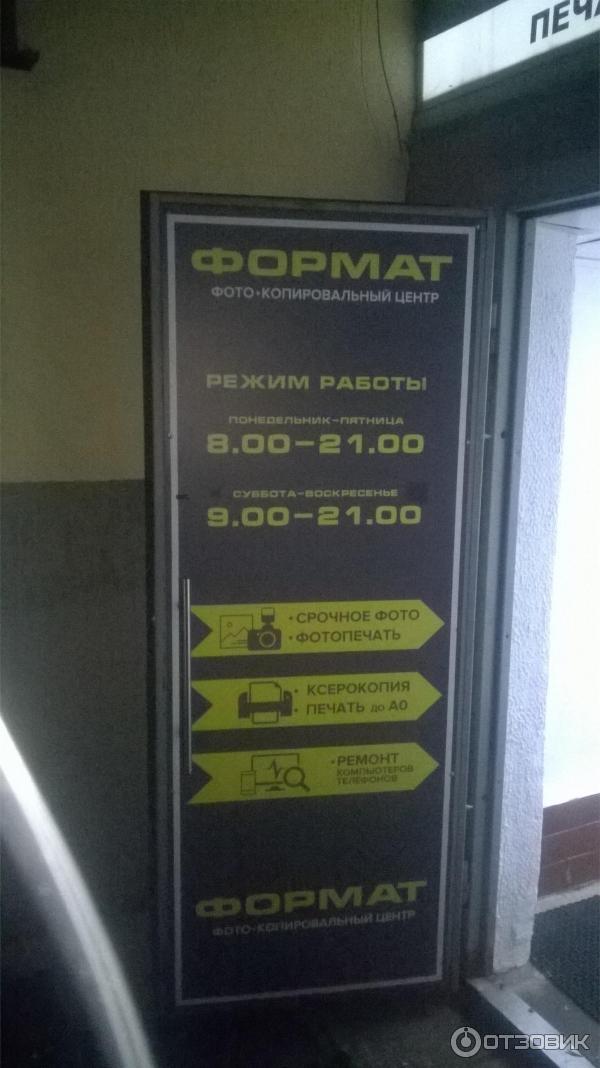 ПЕЧА
ФОРМАТ
ФОТО·КОПИРОВАЛЬНЫЙ ЦЕНТР
РЕЖИМ РАБОТЫ
ПОНЕДЕЛЬНИК–ПЯТНИЦА
8.00–21.00
СУББОТА–ВОСКРЕСЕНЬЕ
9.00–21.00
· СРОЧНОЕ ФОТО
· ФОТОПЕЧАТЬ
· КСЕРОКОПИЯ
· ПЕЧАТЬ до А0
· РЕМОНТ
КОМПЬЮТЕРОВ
ТЕЛЕФОНОВ
ФОРМАТ
ФОТО·КОПИРОВАЛЬНЫЙ ЦЕНТР
ОТЗОВИК